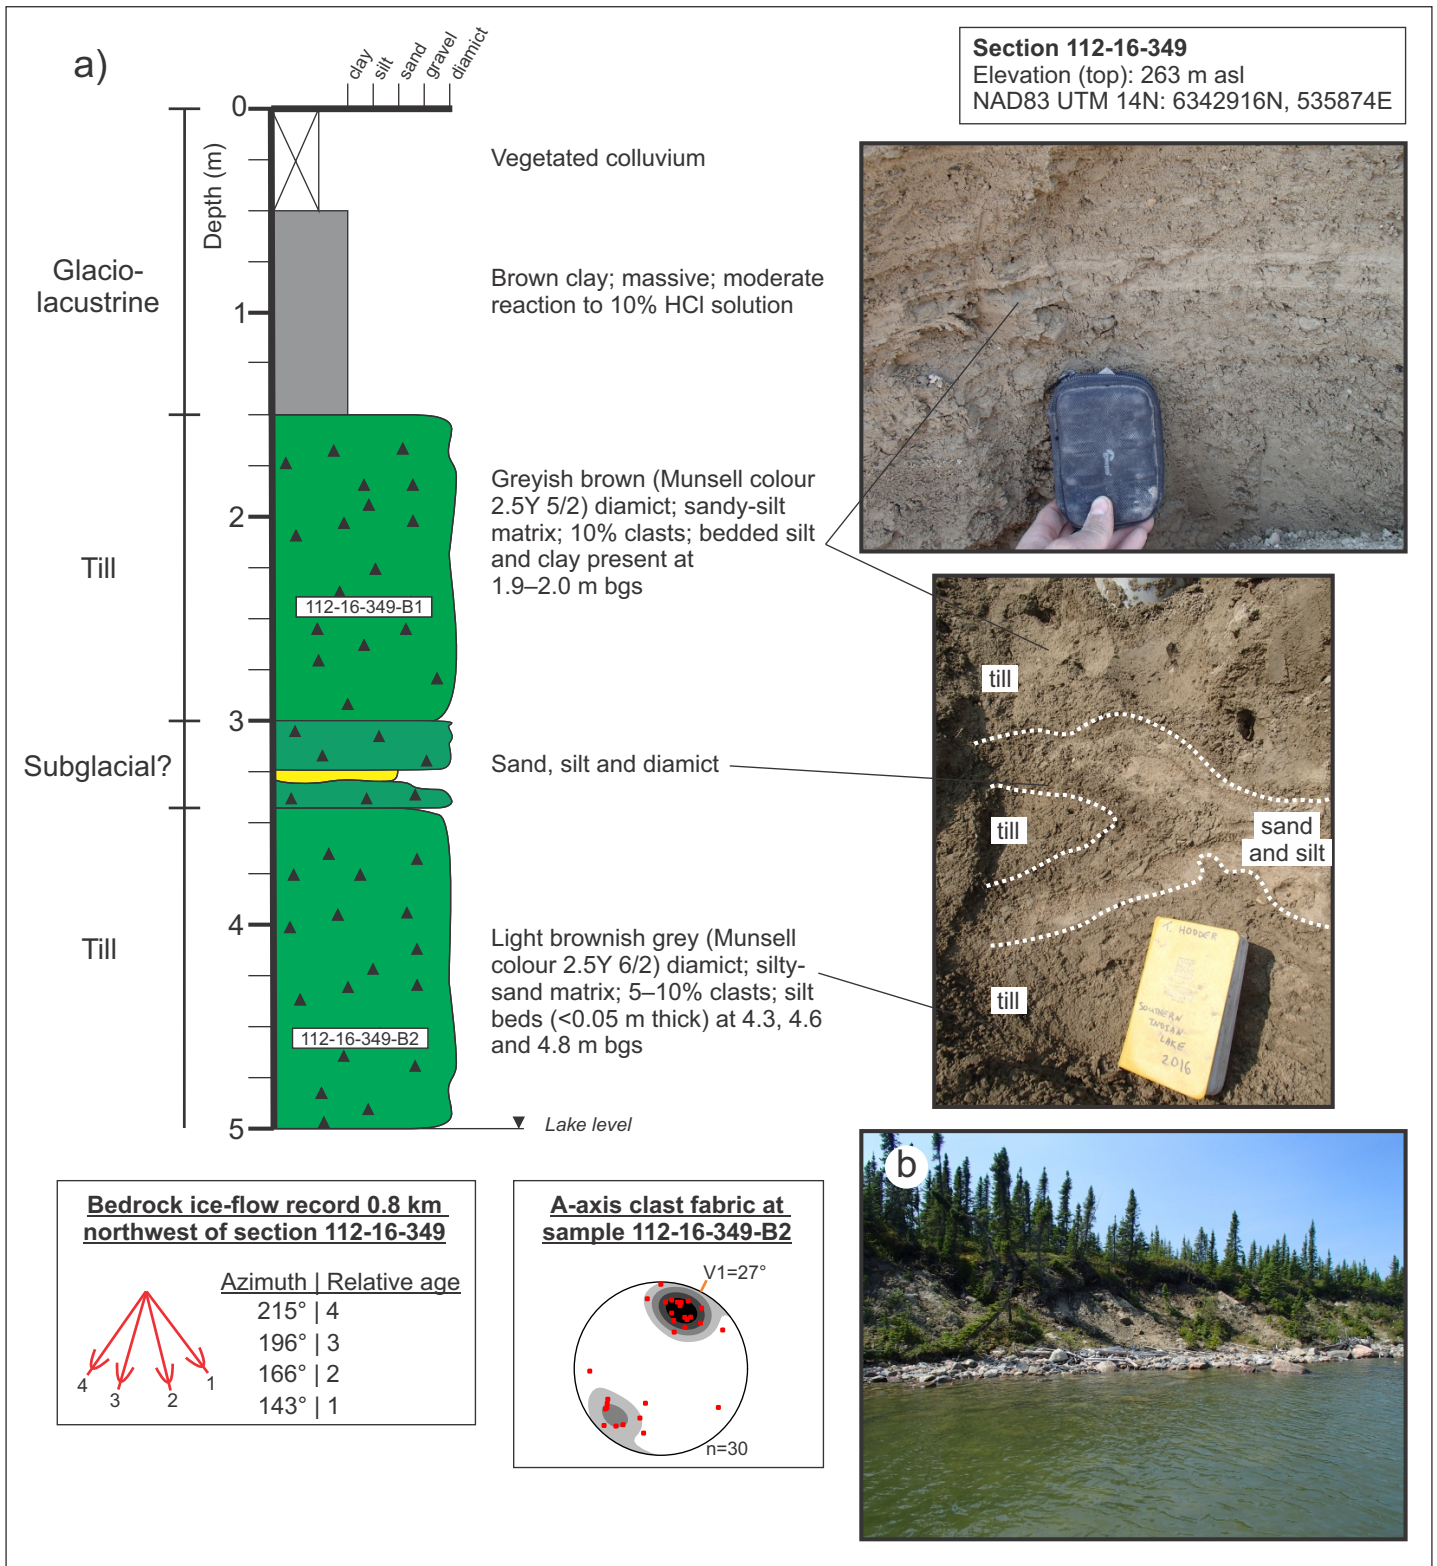 a)
clay
silt
sand
gravel
diamict
Section 112-16-349
Elevation (top): 263 m asl
NAD83 UTM 14N: 6342916N, 535874E
Depth (m)
0
1
2
3
4
5
Glacio-
lacustrine
Till
Subglacial?
Till
Vegetated colluvium
Brown clay; massive; moderate
reaction to 10% HCl solution
Greyish brown (Munsell colour
2.5Y 5/2) diamict; sandy-silt
matrix; 10% clasts; bedded silt
and clay present at
1.9–2.0 m bgs
112-16-349-B1
Sand, silt and diamict
Light brownish grey (Munsell
colour 2.5Y 6/2) diamict; silty-
sand matrix; 5–10% clasts; silt
beds (<0.05 m thick) at 4.3, 4.6
and 4.8 m bgs
112-16-349-B2
Lake level
till
till
sand
and silt
till
T. HODDER
SOUTHERN
INDIAN
LAKE
2016
Bedrock ice-flow record 0.8 km
northwest of section 112-16-349
Azimuth | Relative age
215° | 4
196° | 3
166° | 2
143° | 1
4
3
2
1
A-axis clast fabric at
sample 112-16-349-B2
V1=27°
n=30
b